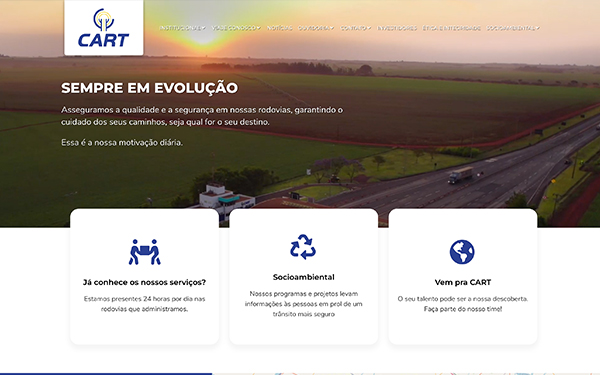 CART
INSTITUCIONAL VIAJE CONOSCO NOTÍCIAS OUVIDORIA CONTATO INVESTIDORES ÉTICA E INTEGRIDADE SOCIOAMBIENTAL
SEMPRE EM EVOLUÇÃO
Asseguramos a qualidade e a segurança em nossas rodovias, garantindo o
cuidado dos seus caminhos, seja qual for o seu destino.
Essa é a nossa motivação diária.
Já conhece os nossos serviços?
Estamos presentes 24 horas por dia nas
rodovias que administramos.
Socioambiental
Nossos programas e projetos levam
informações às pessoas em prol de um
trânsito mais seguro
Vem pra CART
O seu talento pode ser a nossa descoberta.
Faça parte do nosso time!